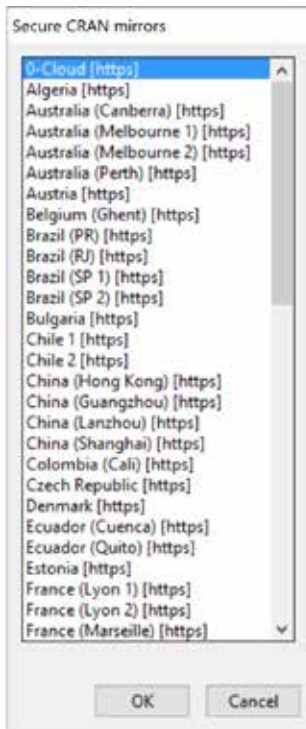 Secure CRAN mirrors
0-Cloud [https]
Algeria [https]
Australia (Canberra) [https]
Australia (Melbourne 1) [https]
Australia (Melbourne 2) [https]
Australia (Perth) [https]
Austria [https]
Belgium (Ghent) [https]
Brazil (PR) [https]
Brazil (RJ) [https]
Brazil (SP 1) [https]
Brazil (SP 2) [https]
Bulgaria [https]
Chile 1 [https]
Chile 2 [https]
China (Hong Kong) [https]
China (Guangzhou) [https]
China (Lanzhou) [https]
China (Shanghai) [https]
Colombia (Cali) [https]
Czech Republic [https]
Denmark [https]
Ecuador (Cuenca) [https]
Ecuador (Quito) [https]
Estonia [https]
France (Lyon 1) [https]
France (Lyon 2) [https]
France (Marseille) [https]
OK Cancel